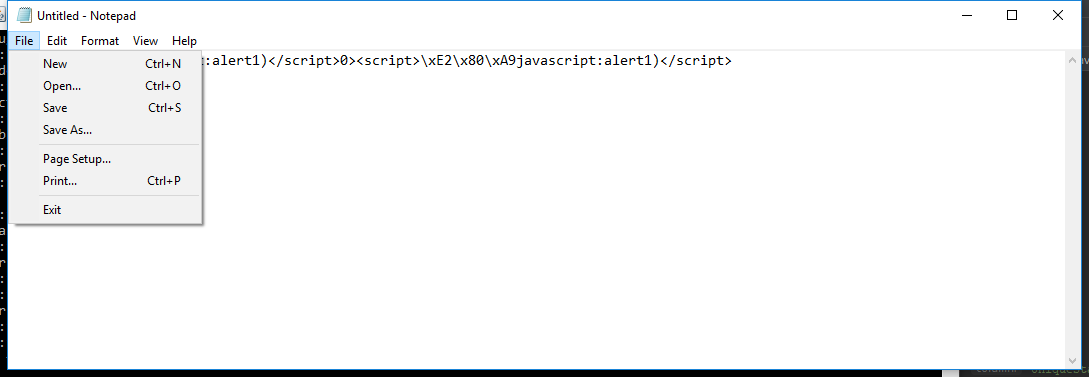 Untitled - Notepad
File Edit Format View Help
:alert1)</script>0><script>\xE2\x80\xA9javascript:alert1)</script>
New Ctrl+N
Open... Ctrl+O
Save Ctrl+S
Save As...
Page Setup...
Print... Ctrl+P
Exit